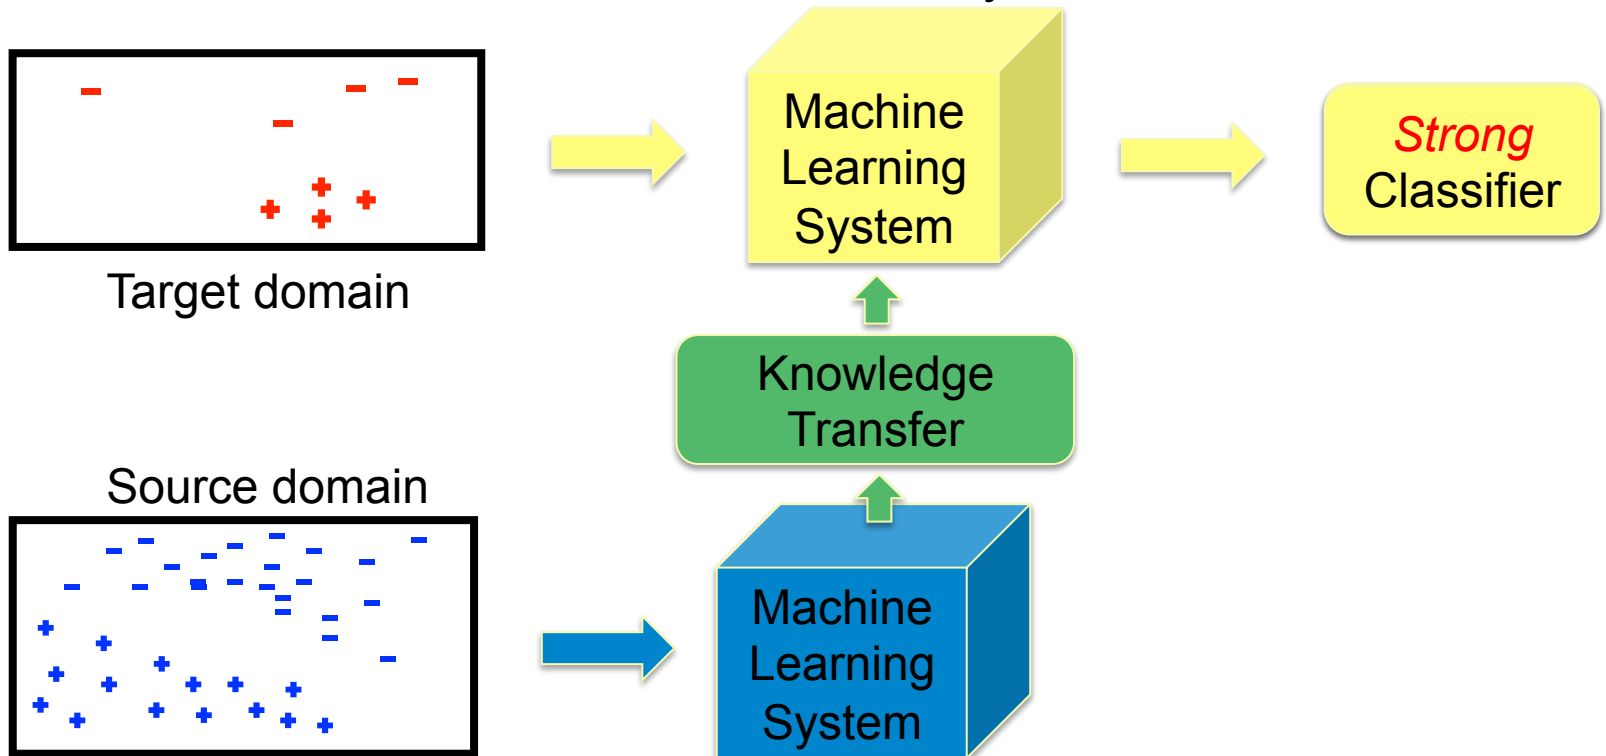 Machine
Learning
System
Strong
Classifier
Target domain
Knowledge
Transfer
Source domain
Machine
Learning
System